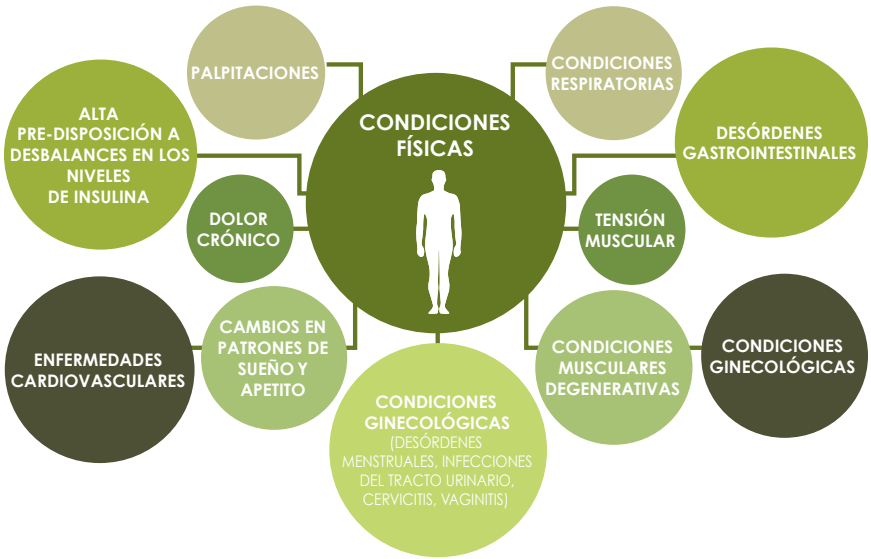 CONDICIONES
FÍSICAS
PALPITACIONES
CONDICIONES
RESPIRATORIAS
ALTA
PRE-DISPOSICIÓN A
DESBALANCES EN LOS
NIVELES
DE INSULINA
DESÓRDENES
GASTROINTESTINALES
DOLOR
CRÓNICO
TENSIÓN
MUSCULAR
ENFERMEDADES
CARDIOVASCULARES
CAMBIOS EN
PATRONES DE
SUEÑO Y
APETITO
CONDICIONES
GINECOLÓGICAS
(DESÓRDENES
MENSTRUALES, INFECCIONES
DEL TRACTO URINARIO,
CERVICITIS, VAGINITIS)
CONDICIONES
MUSCULARES
DEGENERATIVAS
CONDICIONES
GINECOLÓGICAS